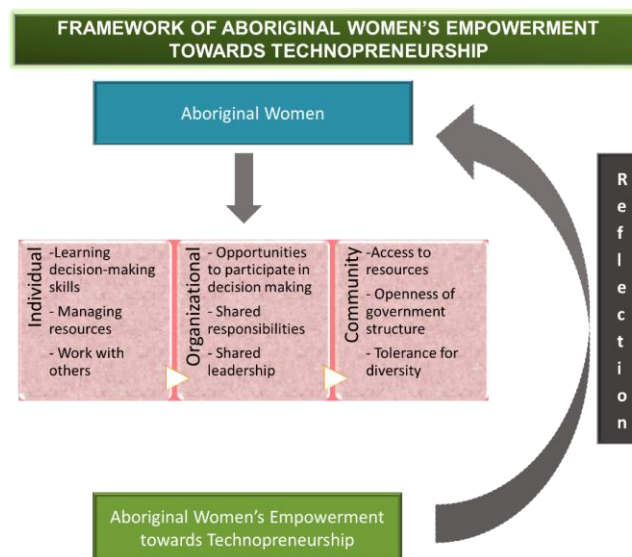 FRAMEWORK OF ABORIGINAL WOMEN'S EMPOWERMENT
TOWARDS TECHNOPRENEURSHIP
Aboriginal Women
Individual
-Learning
decision-making
skills
- Managing
resources
- Work with
others
Organizational
- Opportunities
to participate in
decision making
- Shared
responsibilities
- Shared
leadership
Community
-Access to
resources
- Openness of
government
structure
- Tolerance for
diversity
Reflection
Aboriginal Women's Empowerment
towards Technopreneurship